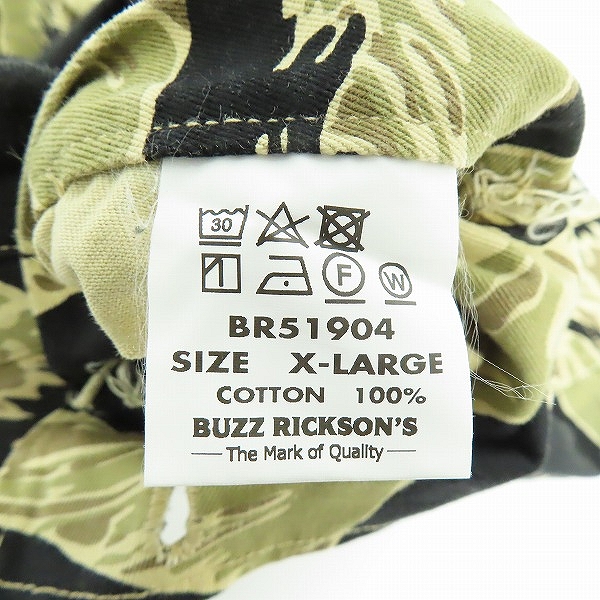 30
F W
BR51904
SIZE X-LARGE
COTTON 100%
BUZZ RICKSON'S
The Mark of Quality